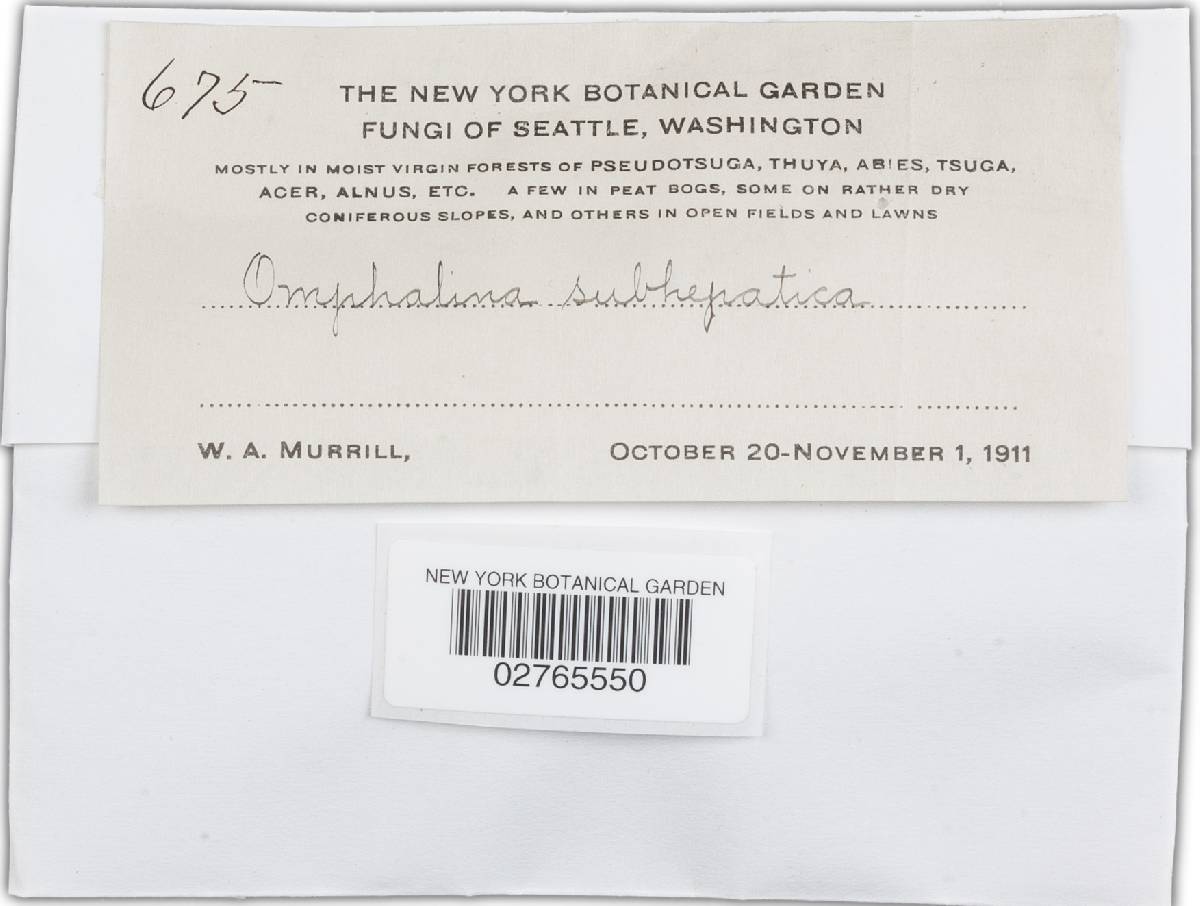 675
THE NEW YORK BOTANICAL GARDEN
FUNGI OF SEATTLE, WASHINGTON
MOSTLY IN MOIST VIRGIN FORESTS OF PSEUDOTSUGA, THUYA, ABIES, TSUGA,
ACER, ALNUS, ETC. A FEW IN PEAT BOGS, SOME ON RATHER DRY
CONIFEROUS SLOPES, AND OTHERS IN OPEN FIELDS AND LAWNS
Omphalina subhepatica
W. A. MURRILL, OCTOBER 20-NOVEMBER 1, 1911
NEW YORK BOTANICAL GARDEN
02765550